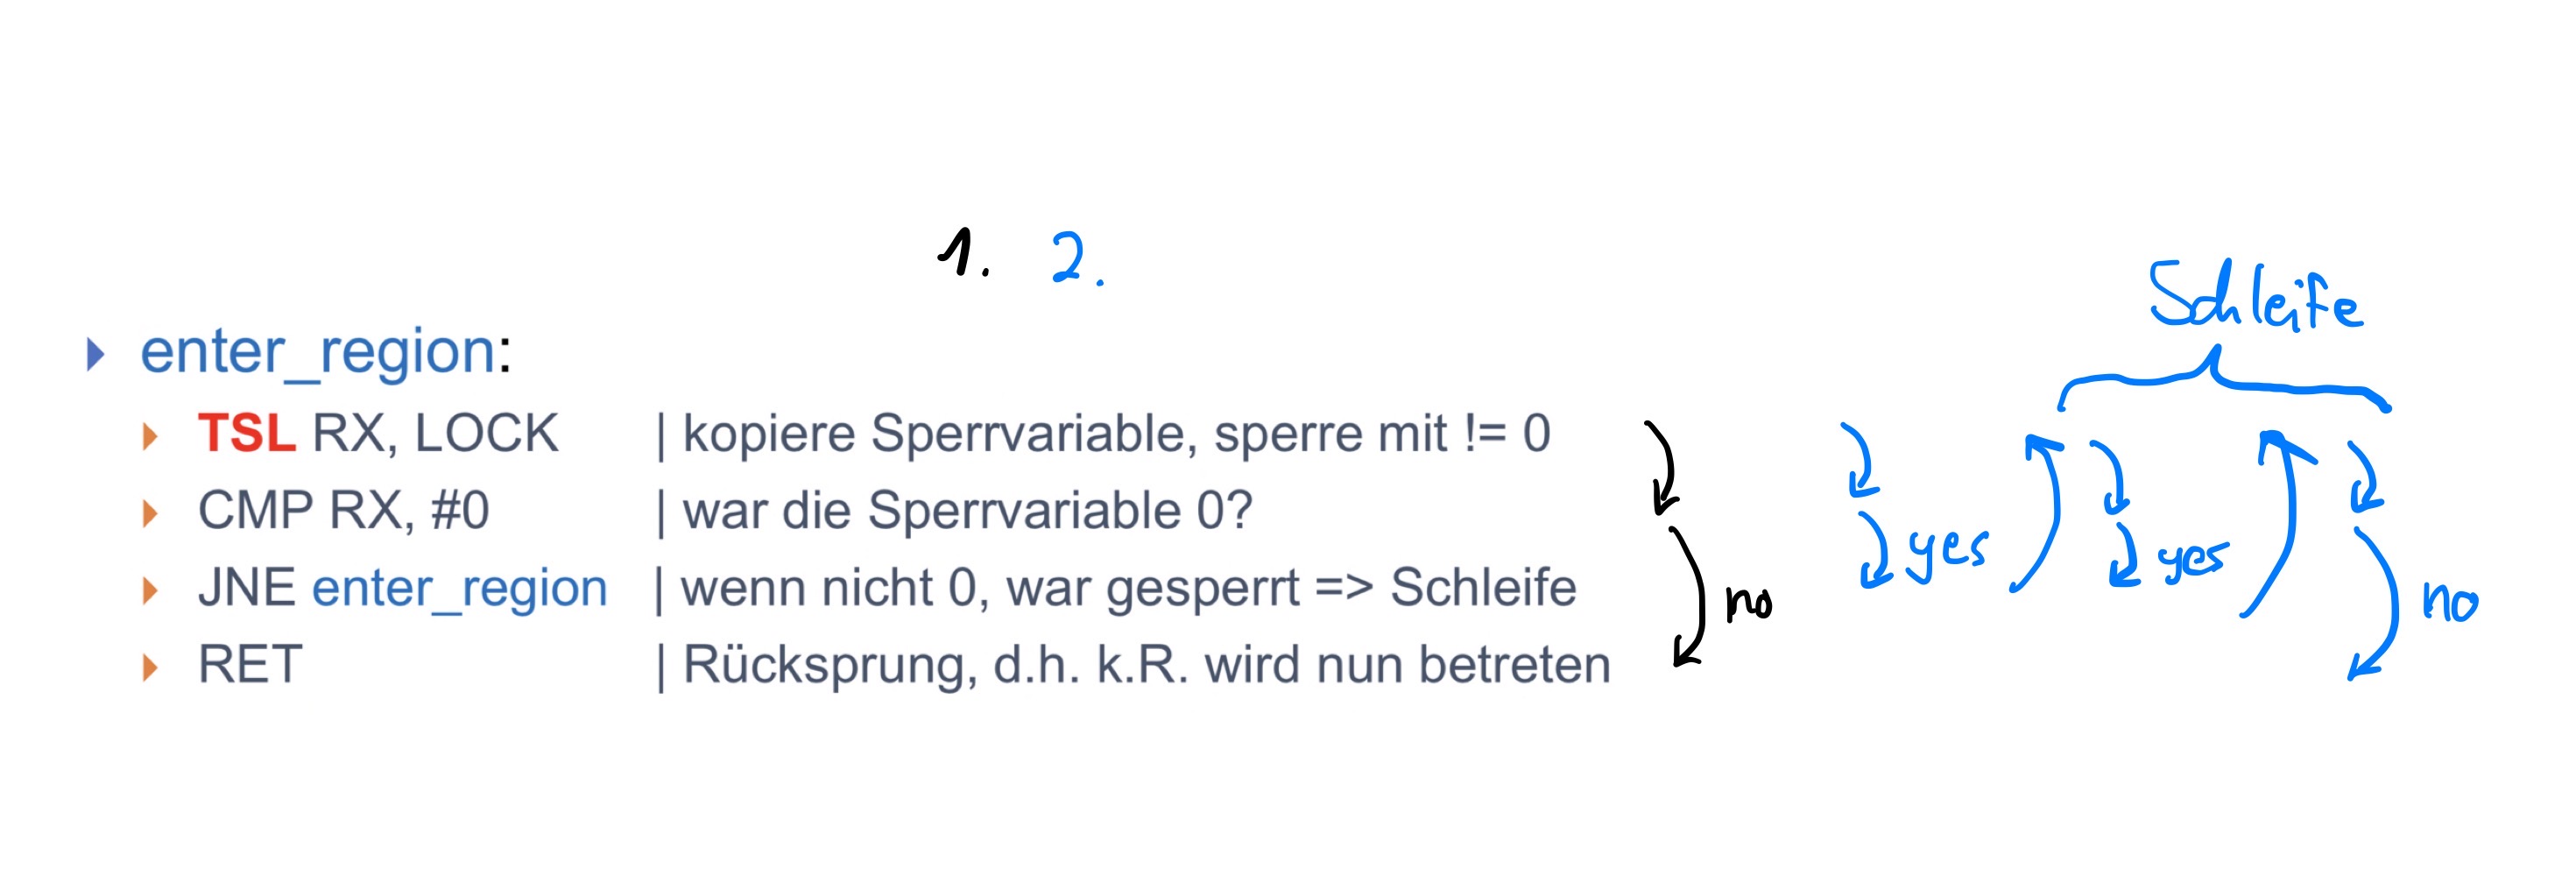 1. 2.
Schleife
enter_region:
TSL RX, LOCK | kopiere Sperrvariable, sperre mit != 0
CMP RX, #0 | war die Sperrvariable 0?
yes yes
JNE enter_region | wenn nicht 0, war gesperrt => Schleife no no
RET | Rücksprung, d.h. k.R. wird nun betreten